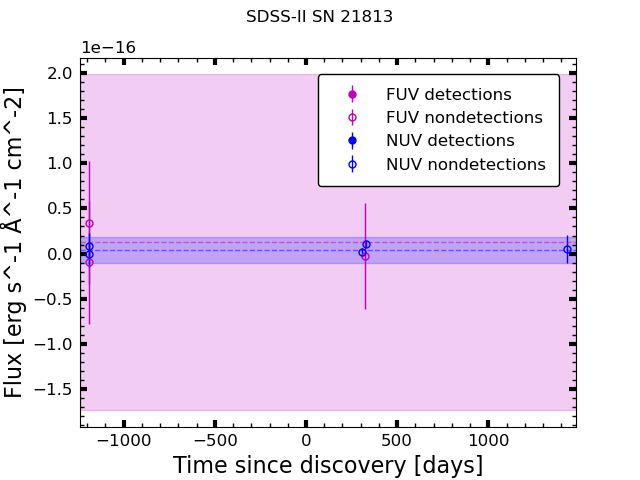 SDSS-II SN 21813
1e−16
2.0
1.5
1.0
0.5
0.0
−0.5
−1.0
−1.5
Flux [erg s^-1 Å^-1 cm^-2]
FUV detections
FUV nondetections
NUV detections
NUV nondetections
−1000
−500
0
500
1000
Time since discovery [days]